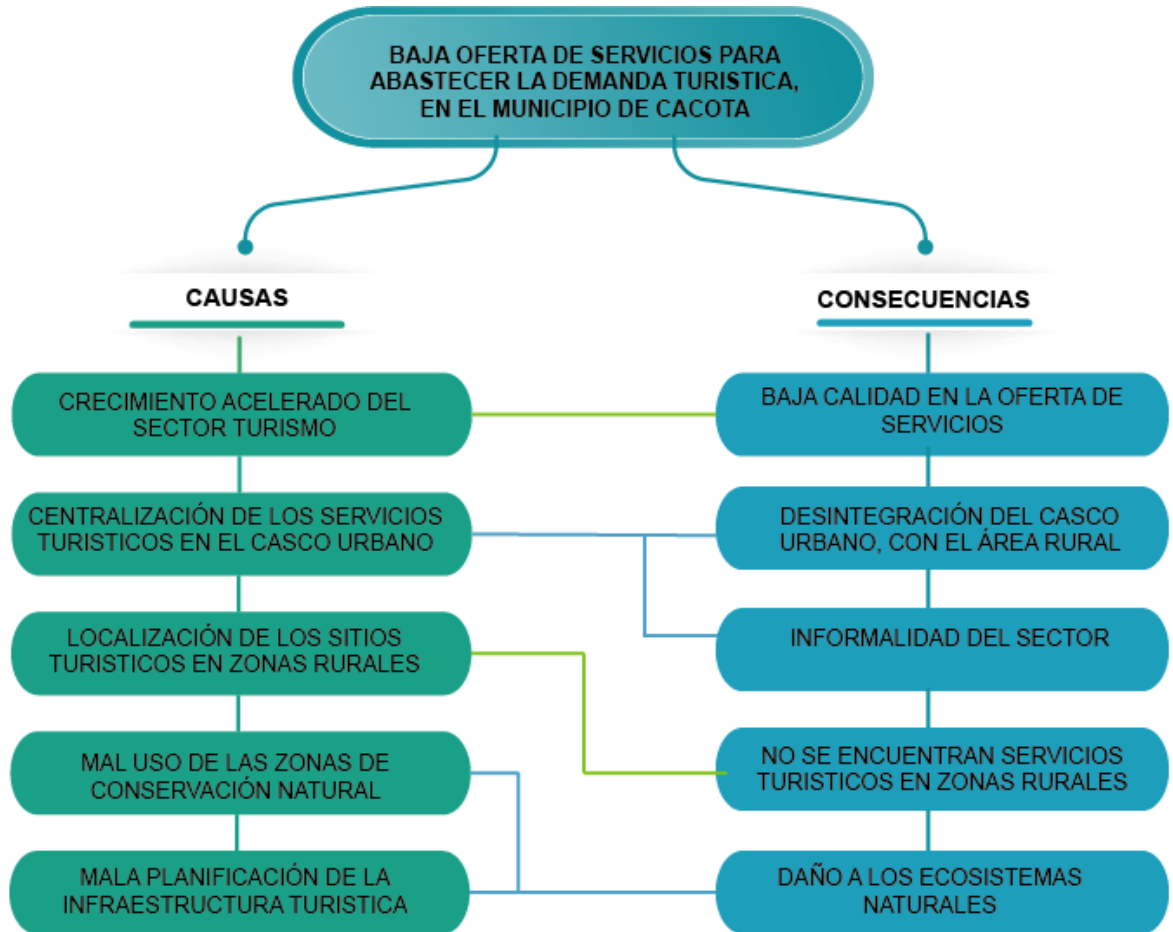 BAJA OFERTA DE SERVICIOS PARA
ABASTECER LA DEMANDA TURISTICA,
EN EL MUNICIPIO DE CACOTA
CAUSAS
CRECIMIENTO ACELERADO DEL
SECTOR TURISMO
CENTRALIZACIÓN DE LOS SERVICIOS
TURISTICOS EN EL CASCO URBANO
LOCALIZACIÓN DE LOS SITIOS
TURISTICOS EN ZONAS RURALES
MAL USO DE LAS ZONAS DE
CONSERVACIÓN NATURAL
MALA PLANIFICACIÓN DE LA
INFRAESTRUCTURA TURISTICA
CONSECUENCIAS
BAJA CALIDAD EN LA OFERTA DE
SERVICIOS
DESINTEGRACIÓN DEL CASCO
URBANO, CON EL ÁREA RURAL
INFORMALIDAD DEL SECTOR
NO SE ENCUENTRAN SERVICIOS
TURISTICOS EN ZONAS RURALES
DAÑO A LOS ECOSISTEMAS
NATURALES